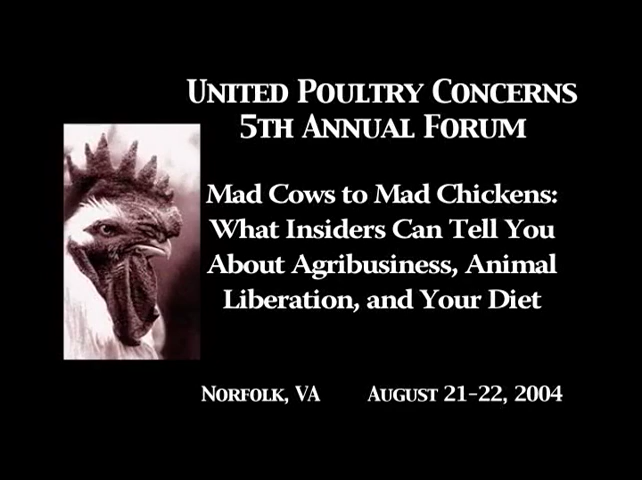 United Poultry Concerns
5th Annual Forum
Mad Cows to Mad Chickens:
What Insiders Can Tell You
About Agribusiness, Animal
Liberation, and Your Diet
Norfolk, VA August 21-22, 2004